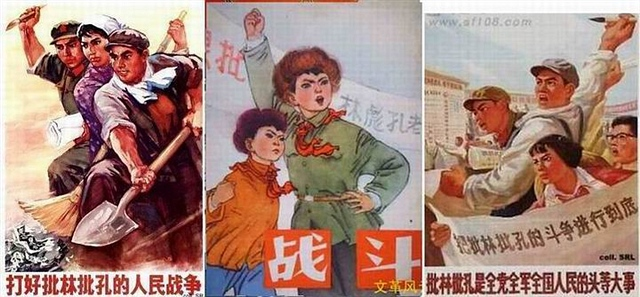 打好批林批孔的人民战争
批
林彪孔老
战斗
文革风
www.sf108.com
把批林批孔的斗争进行到底
coll. SRL
批林批孔是全党全军全国人民的头等大事